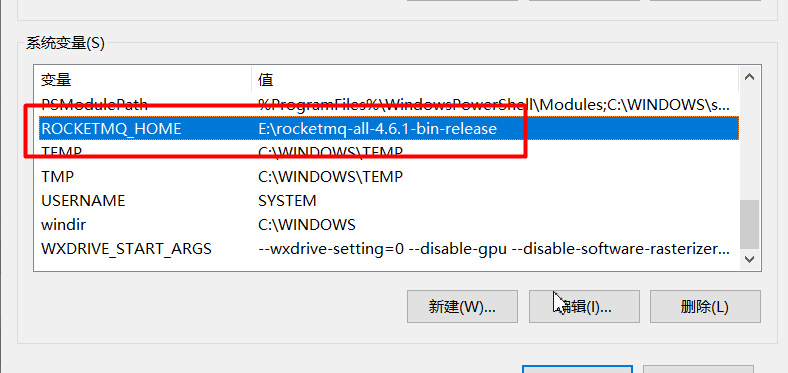 系统变量(S)
变量 值
PSModulePath %ProgramFiles%\WindowsPowerShell\Modules;C:\WINDOWS\s...
ROCKETMQ_HOME E:\rocketmq-all-4.6.1-bin-release
TEMP C:\WINDOWS\TEMP
TMP C:\WINDOWS\TEMP
USERNAME SYSTEM
windir C:\WINDOWS
WXDRIVE_START_ARGS --wxdrive-setting=0 --disable-gpu --disable-software-rasterizer...
新建(W)... 编辑(I)... 删除(L)